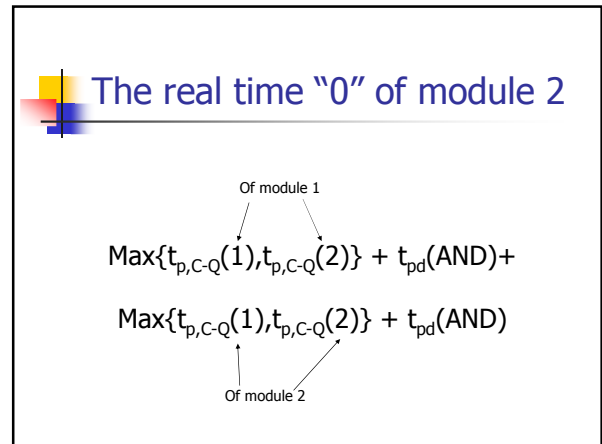 The real time “0” of module 2
Of module 1
Max{tp,C-Q(1),tp,C-Q(2)} + tpd(AND)+
Max{tp,C-Q(1),tp,C-Q(2)} + tpd(AND)
Of module 2